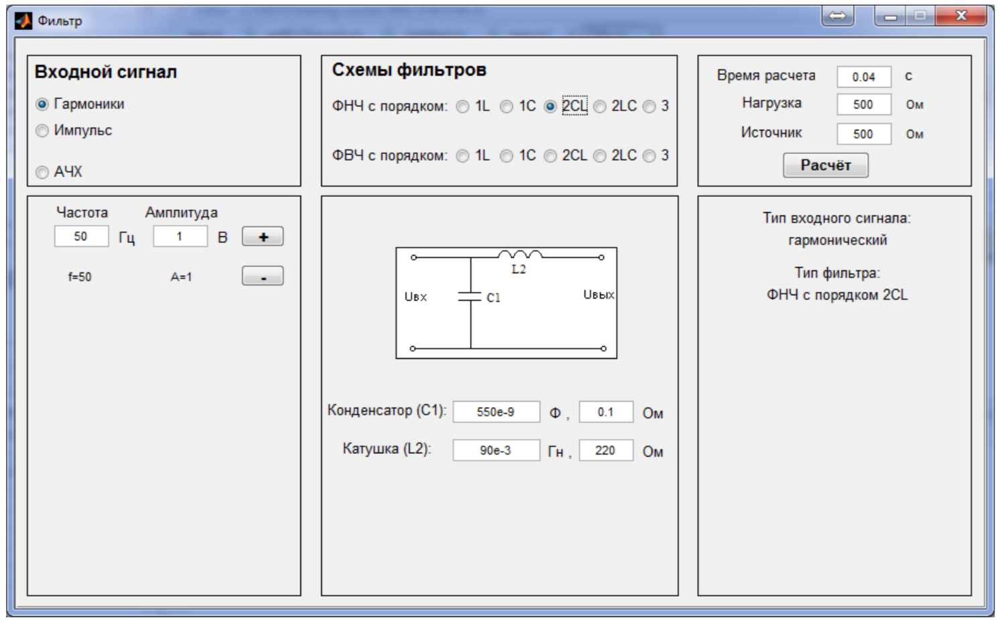 Фильтр
Входной сигнал
Гармоники
Импульс
АЧХ
Схемы фильтров
ФНЧ с порядком: 1L 1C 2CL 2LC 3
ФВЧ с порядком: 1L 1C 2CL 2LC 3
Время расчета 0.04 с
Нагрузка 500 Ом
Источник 500 Ом
Расчёт
Частота Амплитуда
50 Гц 1 В +
f=50 A=1 -
L2
Uвх C1 Uвых
Конденсатор (C1): 550e-9 Ф , 0.1 Ом
Катушка (L2): 90e-3 Гн , 220 Ом
Тип входного сигнала:
гармонический
Тип фильтра:
ФНЧ с порядком 2CL